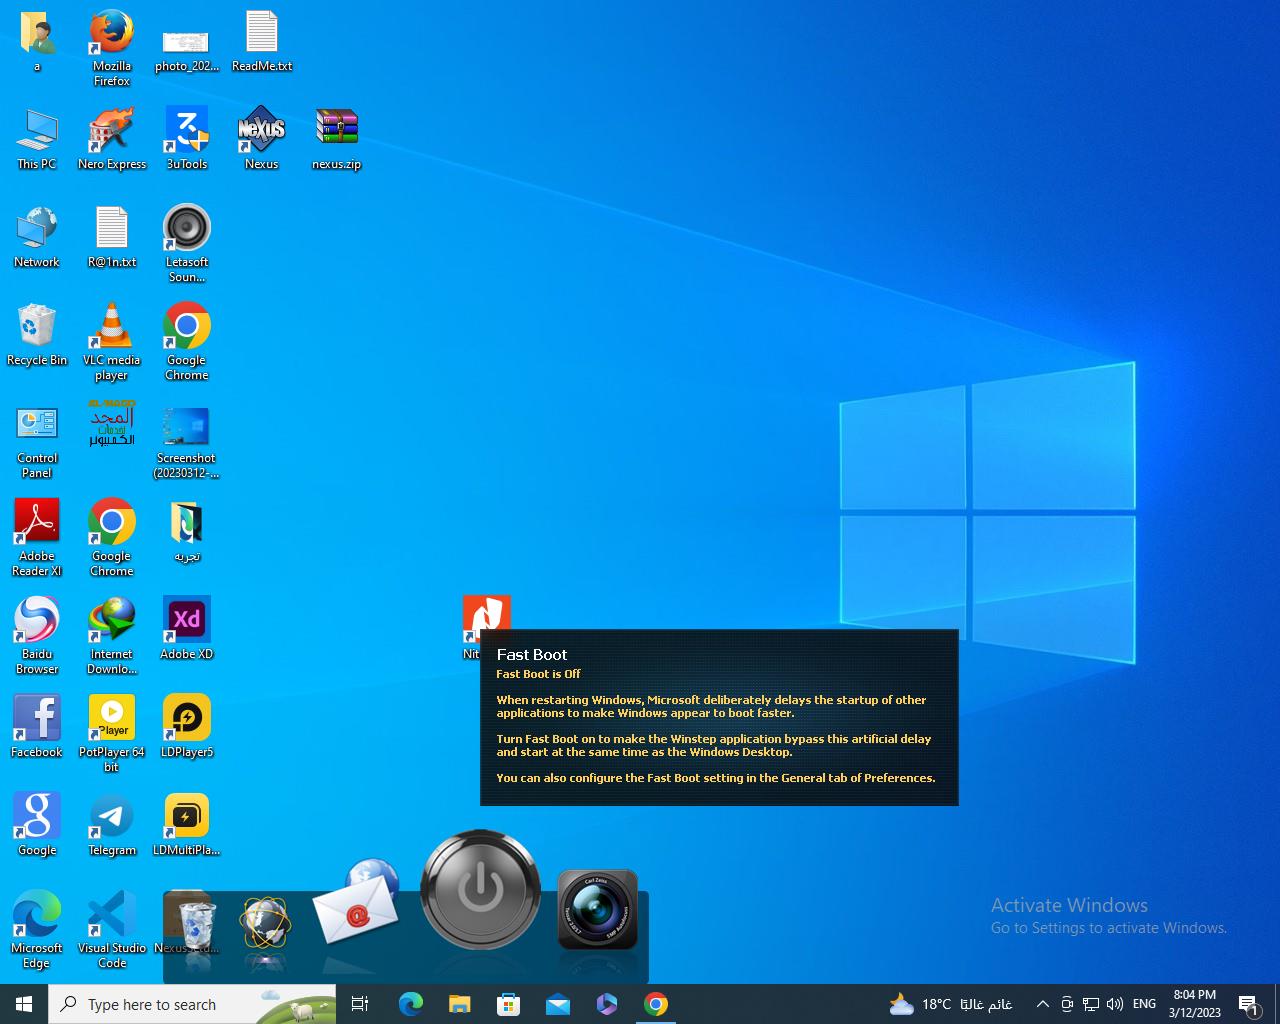 a
Mozilla
Firefox
photo_202...
ReadMe.txt
This PC
Nero Express
3uTools
NeXuS
Nexus
nexus.zip
Network
R@1n.txt
Letasoft
Soun...
Recycle Bin
VLC media
player
Google
Chrome
Control
Panel
المجد
لخدمات
الكمبيوتر
Screenshot
(20230312-...
Adobe
Reader XI
Google
Chrome
تجربه
Baidu
Browser
Internet
Downlo...
Xd
Adobe XD
Nit
Fast Boot
Fast Boot is Off
When restarting Windows, Microsoft deliberately delays the startup of other
applications to make Windows appear to boot faster.
Turn Fast Boot on to make the Winstep application bypass this artificial delay
and start at the same time as the Windows Desktop.
You can also configure the Fast Boot setting in the General tab of Preferences.
Facebook
Player
PotPlayer 64
bit
LDPlayer5
Google
Telegram
LDMultiPla...
Microsoft
Edge
Visual Studio
Code
Carl Zeiss
Activate Windows
Go to Settings to activate Windows.
Type here to search
18°C غائم غالبًا
ENG
8:04 PM
3/12/2023
1